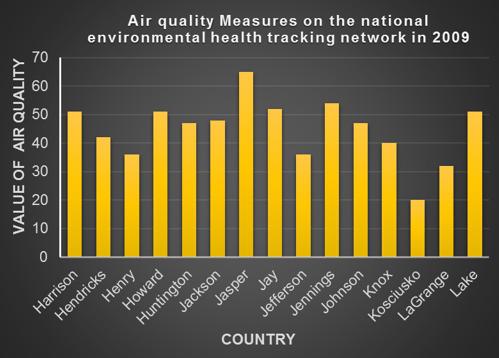 Air quality Measures on the national
environmental health tracking network in 2009
VALUE OF AIR QUALITY
70
60
50
40
30
20
10
0
Harrison
Hendricks
Henry
Howard
Huntington
Jackson
Jasper
Jay
Jefferson
Jennings
Johnson
Knox
Kosciusko
LaGrange
Lake
COUNTRY